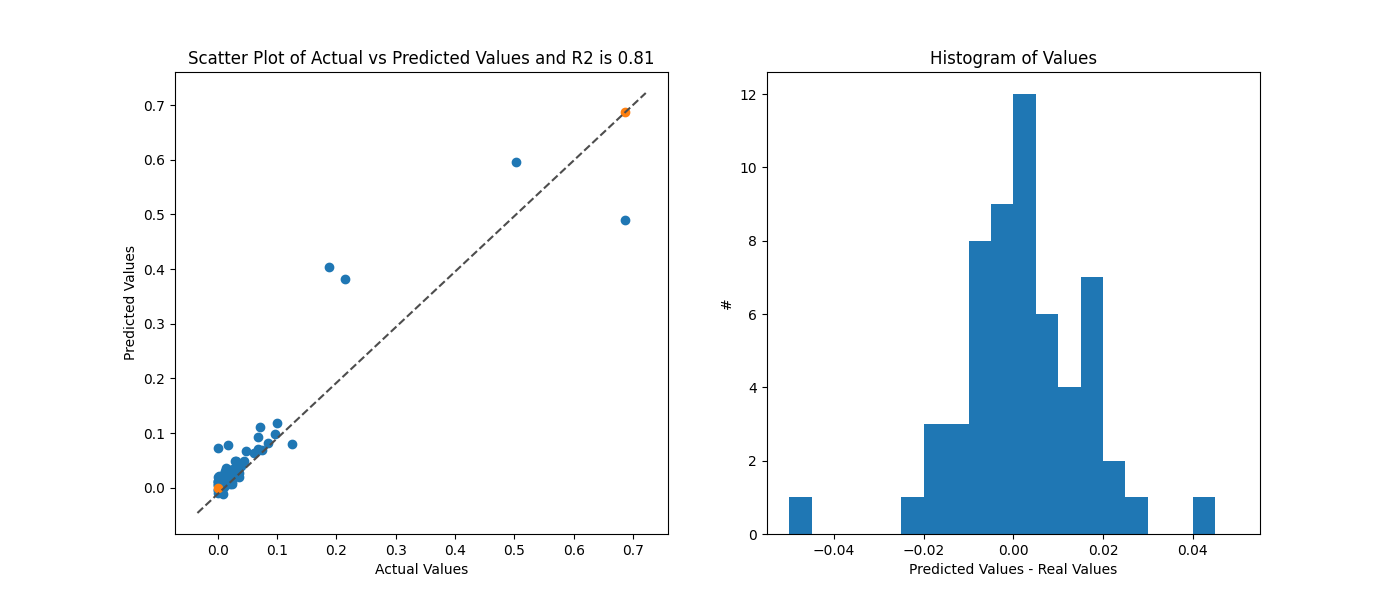 Scatter Plot of Actual vs Predicted Values and R2 is 0.81
Predicted Values
0.7
0.6
0.5
0.4
0.3
0.2
0.1
0.0
0.0 0.1 0.2 0.3 0.4 0.5 0.6 0.7
Actual Values
Histogram of Values
#
12
10
8
6
4
2
0
−0.04 −0.02 0.00 0.02 0.04
Predicted Values - Real Values